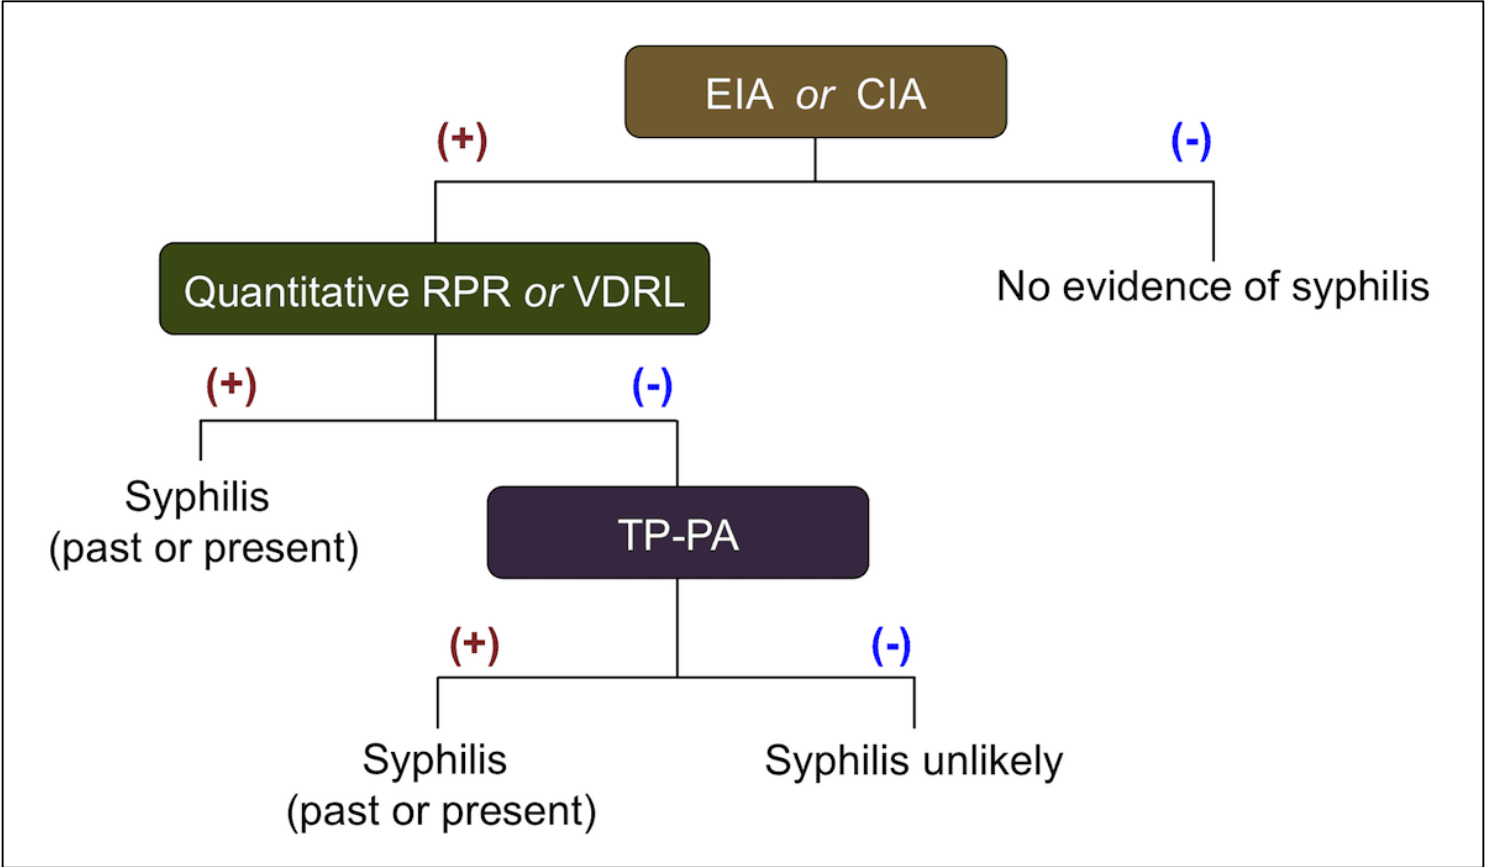 EIA or CIA
(+)
(-)
Quantitative RPR or VDRL
No evidence of syphilis
(+)
(-)
Syphilis
(past or present)
TP-PA
(+)
(-)
Syphilis
(past or present)
Syphilis unlikely